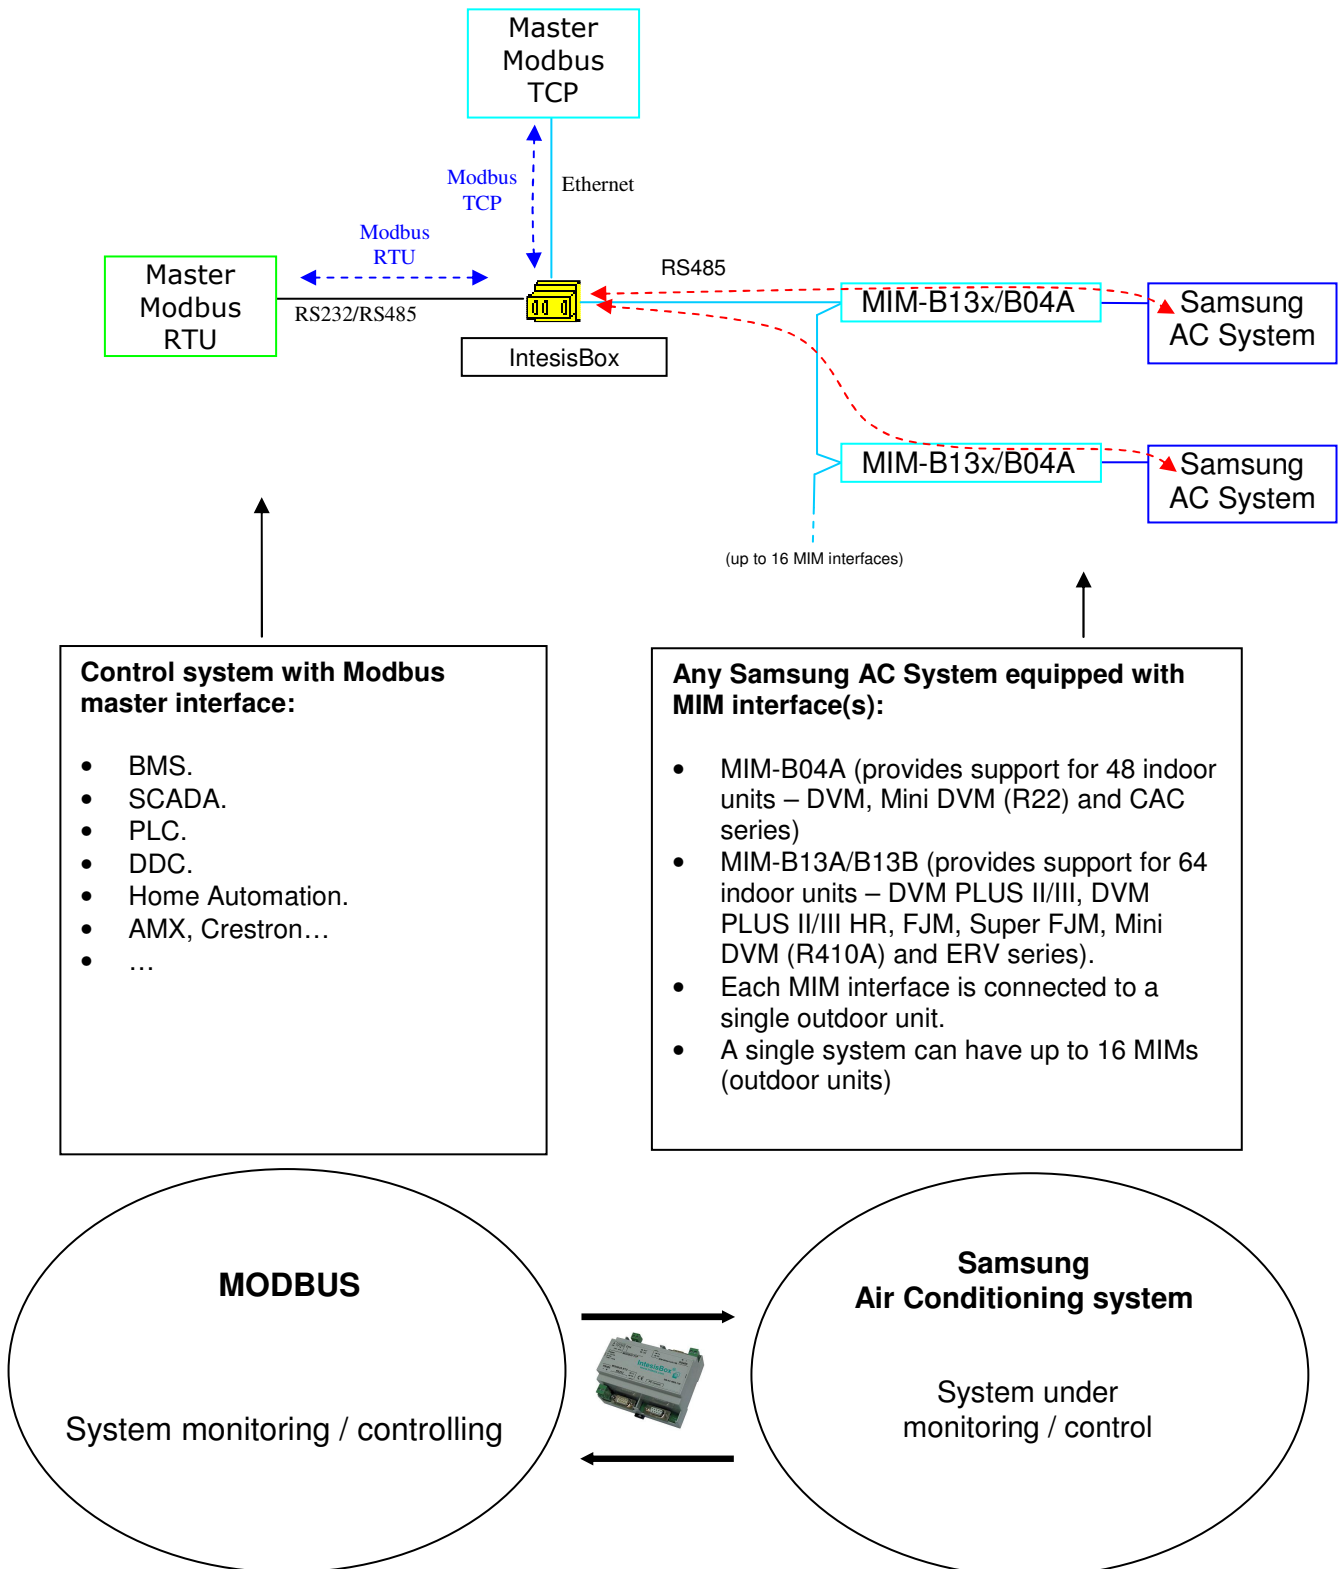 Master
Modbus
TCP
Modbus
TCP
Ethernet
Modbus
RTU
Master
Modbus
RTU
RS232/RS485
IntesisBox
RS485
MIM-B13x/B04A
Samsung
AC System
MIM-B13x/B04A
Samsung
AC System
(up to 16 MIM interfaces)
Control system with Modbus
master interface:
• BMS.
• SCADA.
• PLC.
• DDC.
• Home Automation.
• AMX, Crestron…
• …
Any Samsung AC System equipped with
MIM interface(s):
• MIM-B04A (provides support for 48 indoor
units – DVM, Mini DVM (R22) and CAC
series)
• MIM-B13A/B13B (provides support for 64
indoor units – DVM PLUS II/III, DVM
PLUS II/III HR, FJM, Super FJM, Mini
DVM (R410A) and ERV series).
• Each MIM interface is connected to a
single outdoor unit.
• A single system can have up to 16 MIMs
(outdoor units)
MODBUS
System monitoring / controlling
IntesisBox
Samsung
Air Conditioning system
System under
monitoring / control